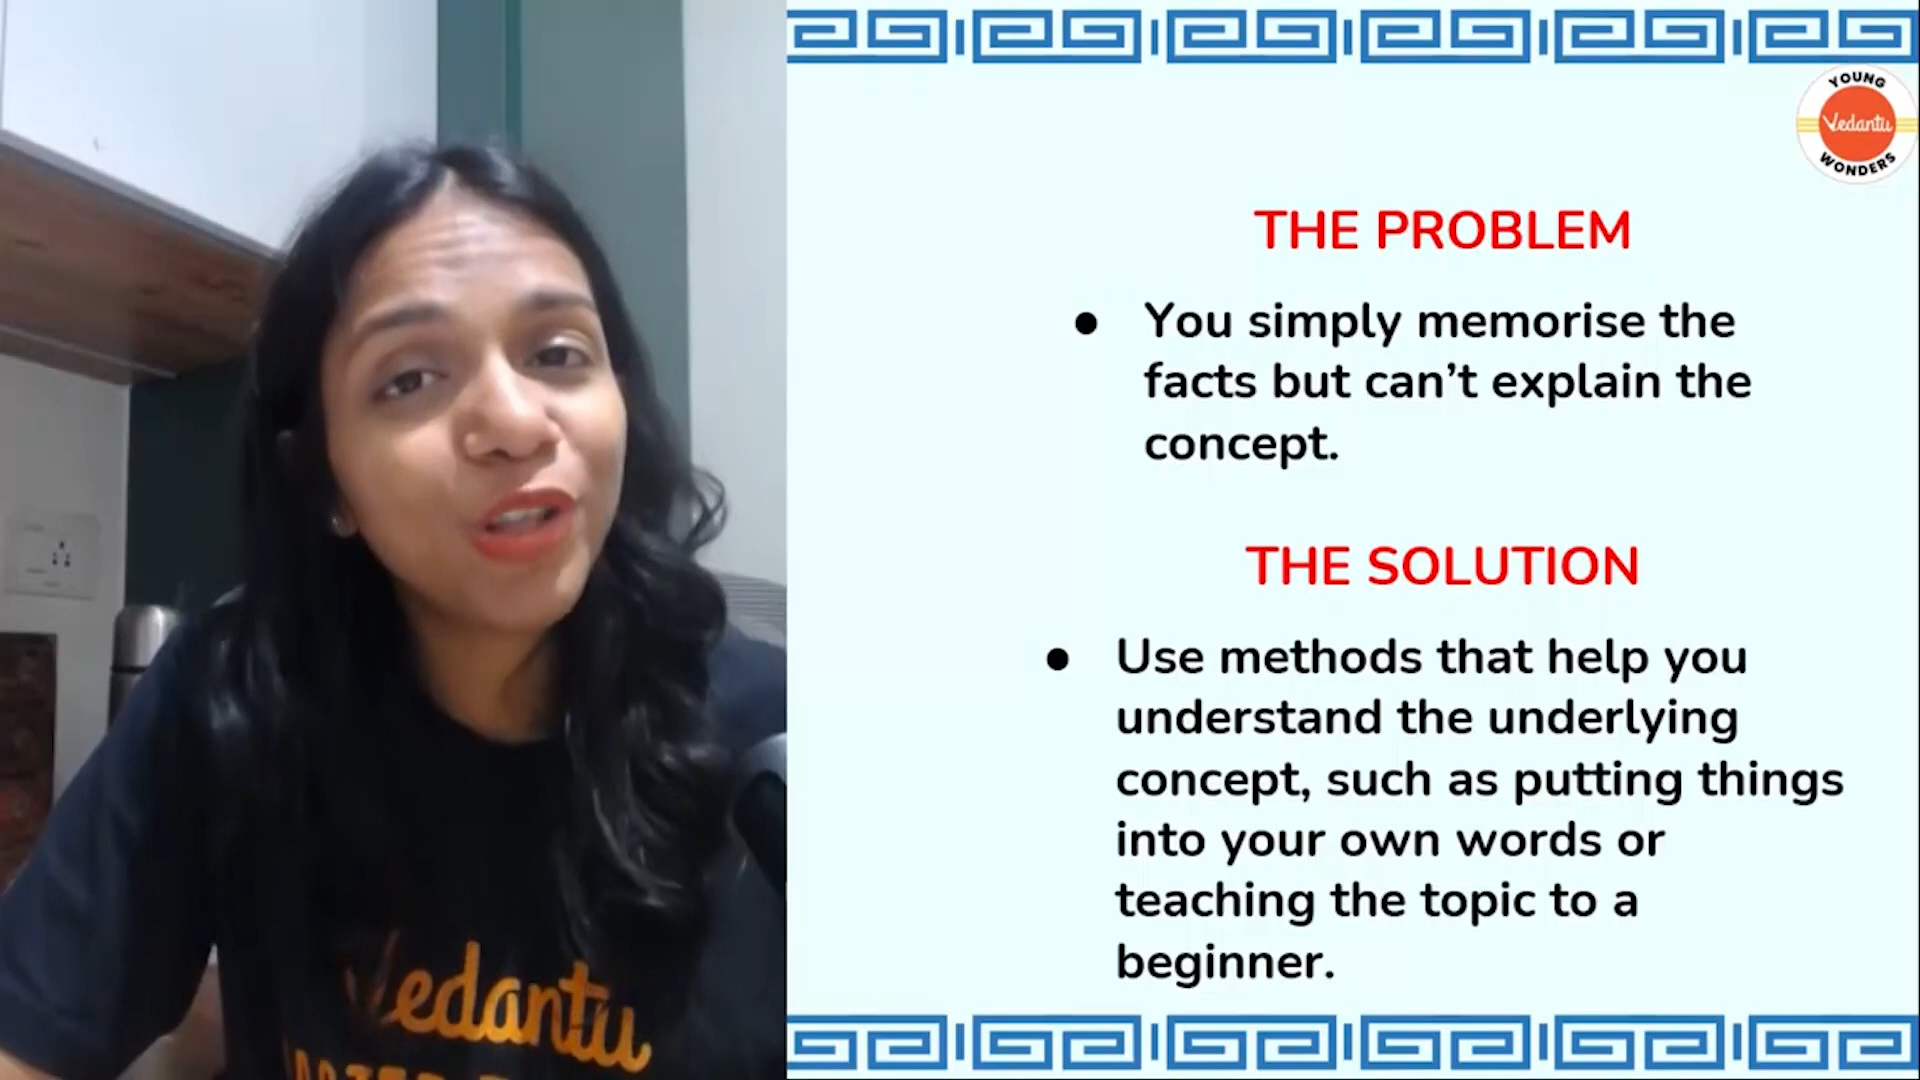 YOUNG
Vedantu
WONDERS
THE PROBLEM
● You simply memorise the
facts but can’t explain the
concept.
THE SOLUTION
● Use methods that help you
understand the underlying
concept, such as putting things
into your own words or
teaching the topic to a
beginner.
Vedantu